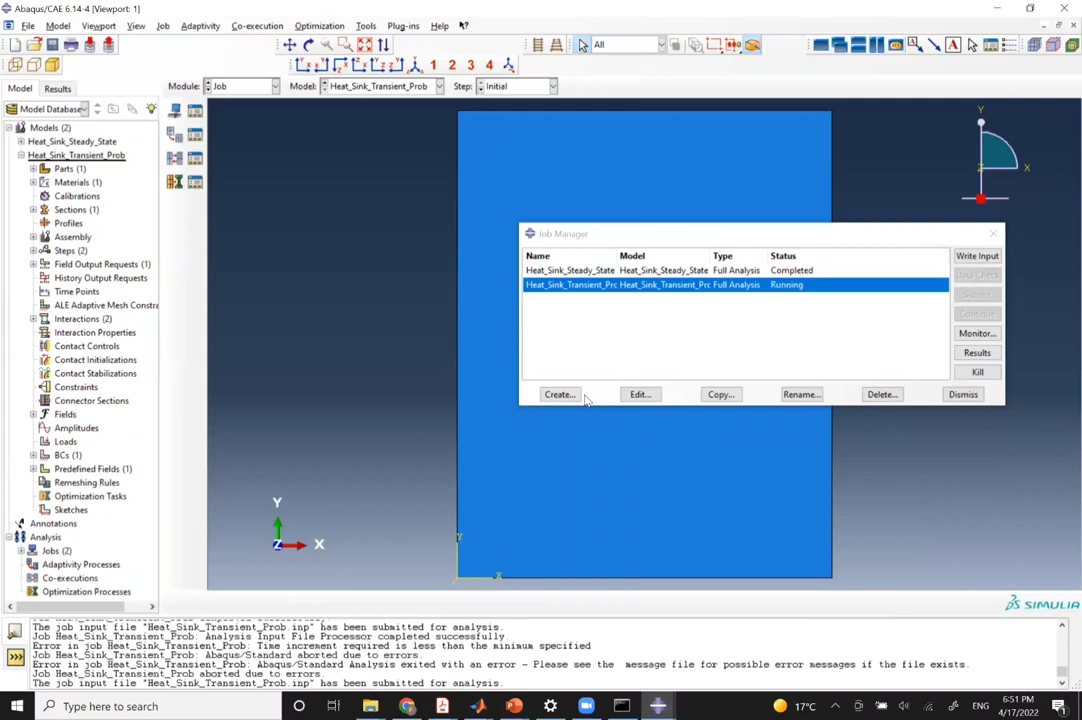 Abaqus/CAE 6.14-4 [Viewport: 1]
File Model Viewport View Job Adaptivity Co-execution Optimization Tools Plug-ins Help
All
1 2 3 4
Model Results
Module: Job Model: Heat_Sink_Transient_Prob Step: Initial
Model Database
Models (2)
Heat_Sink_Steady_State
Heat_Sink_Transient_Prob
Parts (1)
Materials (1)
Calibrations
Sections (1)
Profiles
Assembly
Steps (2)
Field Output Requests (1)
History Output Requests
Time Points
ALE Adaptive Mesh Constra
Interactions (2)
Interaction Properties
Contact Controls
Contact Initializations
Contact Stabilizations
Constraints
Connector Sections
Fields
Amplitudes
Loads
BCs (1)
Predefined Fields (1)
Remeshing Rules
Optimization Tasks
Sketches
Annotations
Analysis
Jobs (2)
Adaptivity Processes
Co-executions
Optimization Processes
Y
Z X
Job Manager
Name Model Type Status
Heat_Sink_Steady_State Heat_Sink_Steady_State Full Analysis Completed
Heat_Sink_Transient_Prc Heat_Sink_Transient_Prc Full Analysis Running
Write Input
Data Check
Submit
Continue
Monitor...
Results
Kill
Create... Edit... Copy... Rename... Delete... Dismiss
Y
Z X
Y
X
SIMULIA
The job input file "Heat_Sink_Transient_Prob.inp" has been submitted for analysis.
Job Heat_Sink_Transient_Prob: Analysis Input File Processor completed successfully.
Error in job Heat_Sink_Transient_Prob: Time increment required is less than the minimum specified
Job Heat_Sink_Transient_Prob: Abaqus/Standard aborted due to errors.
Error in job Heat_Sink_Transient_Prob: Abaqus/Standard Analysis exited with an error - Please see the message file for possible error messages if the file exists.
Job Heat_Sink_Transient_Prob aborted due to errors.
The job input file "Heat_Sink_Transient_Prob.inp" has been submitted for analysis.
Type here to search
17°C
ENG
6:51 PM
4/17/2022